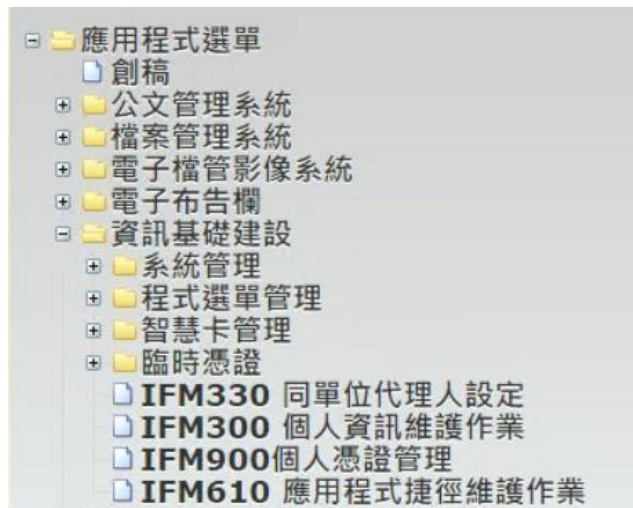 應用程式選單
創稿
公文管理系統
檔案管理系統
電子檔管影像系統
電子布告欄
資訊基礎建設
系統管理
程式選單管理
智慧卡管理
臨時憑證
IFM330 同單位代理人設定
IFM300 個人資訊維護作業
IFM900個人憑證管理
IFM610 應用程式捷徑維護作業